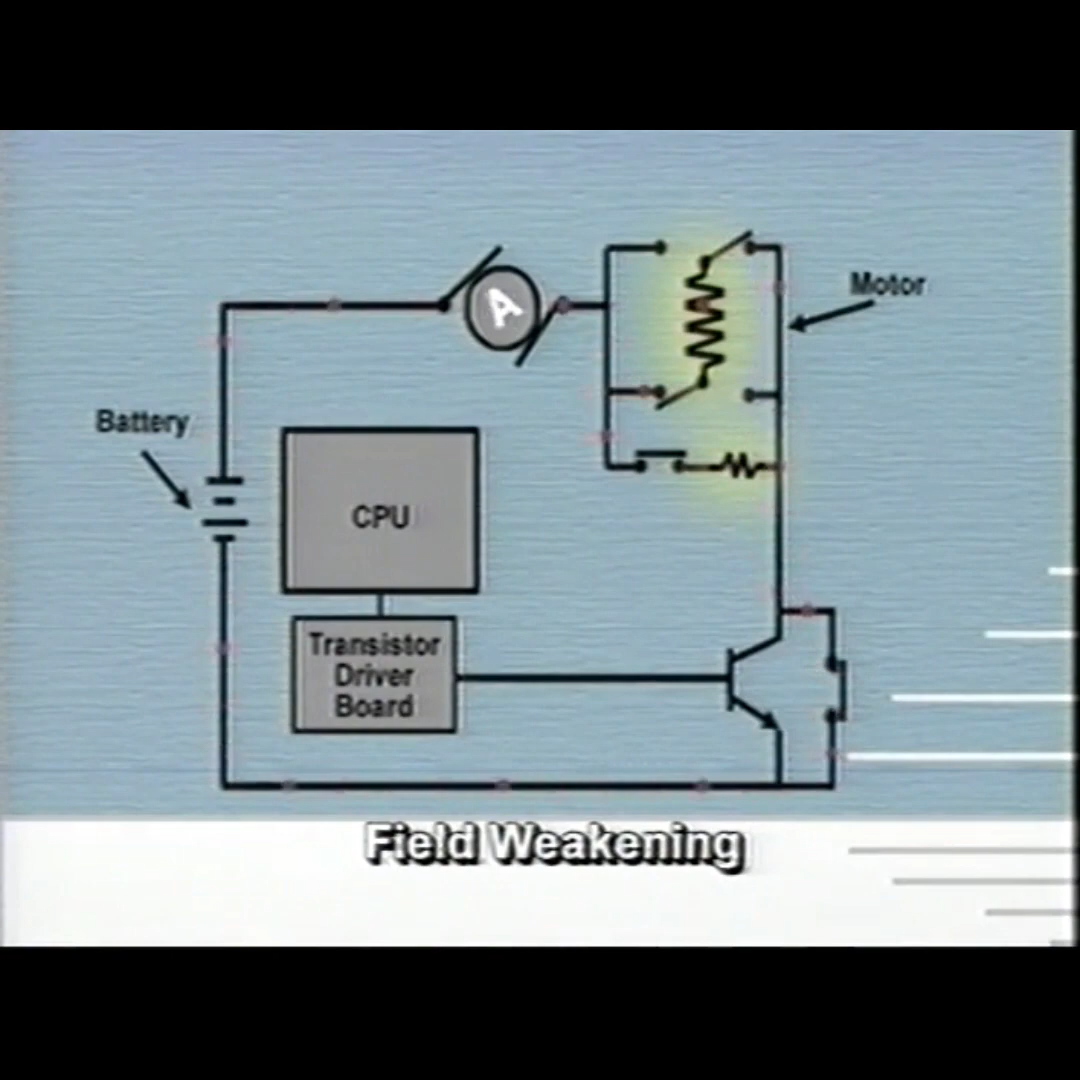 A
Motor
Battery
CPU
Transistor
Driver
Board
Field Weakening